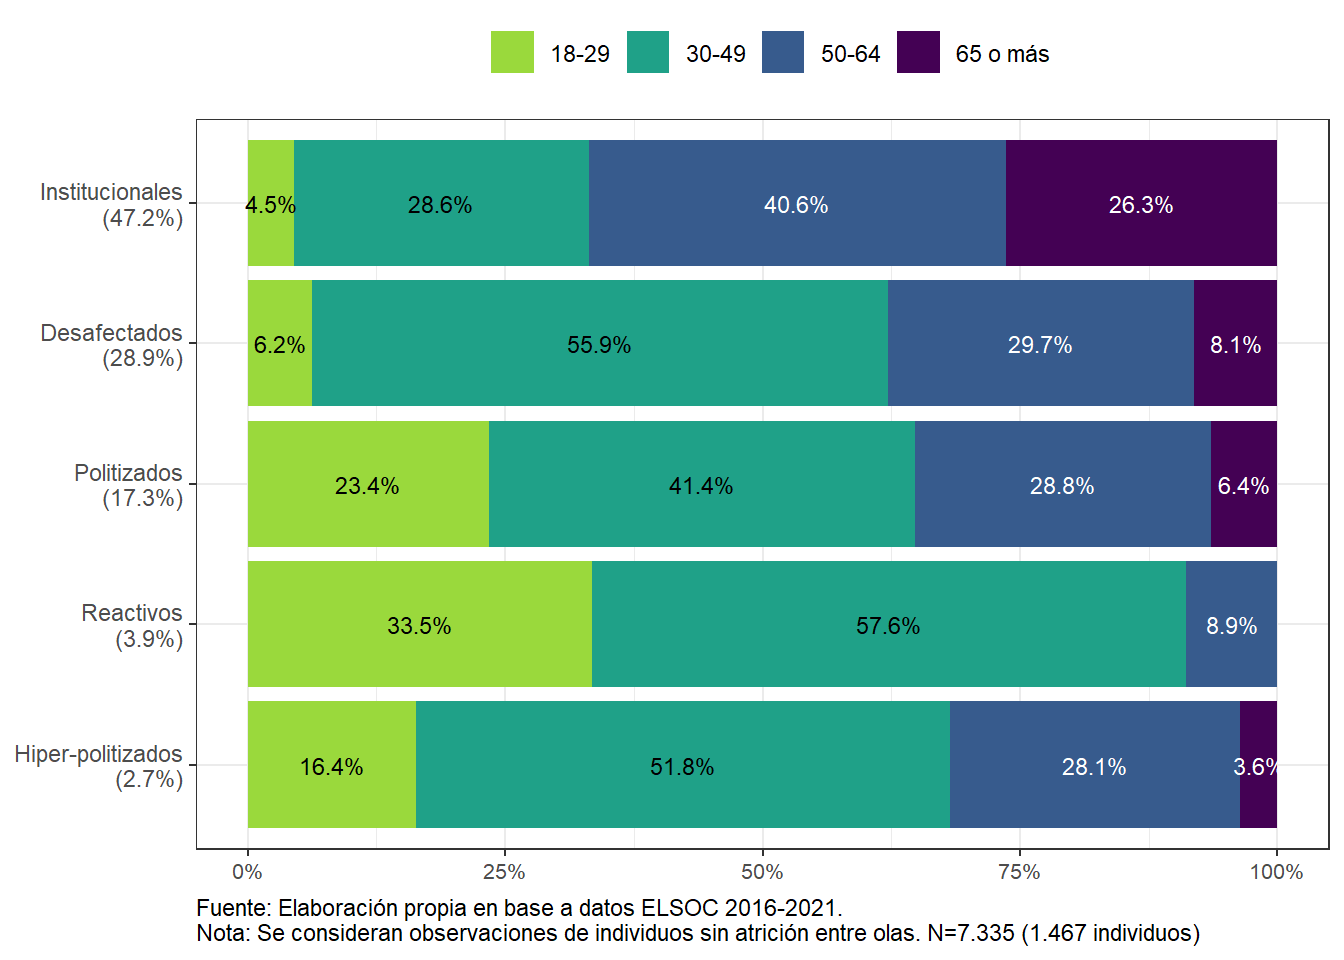 18-29 30-49 50-64 65 o más
Institucionales
(47.2%)
4.5% 28.6% 40.6% 26.3%
Desafectados
(28.9%)
6.2% 55.9% 29.7% 8.1%
Politizados
(17.3%)
23.4% 41.4% 28.8% 6.4%
Reactivos
(3.9%)
33.5% 57.6% 8.9%
Hiper-politizados
(2.7%)
16.4% 51.8% 28.1% 3.6%
0% 25% 50% 75% 100%
Fuente: Elaboración propia en base a datos ELSOC 2016-2021.
Nota: Se consideran observaciones de individuos sin atrición entre olas. N=7.335 (1.467 individuos)